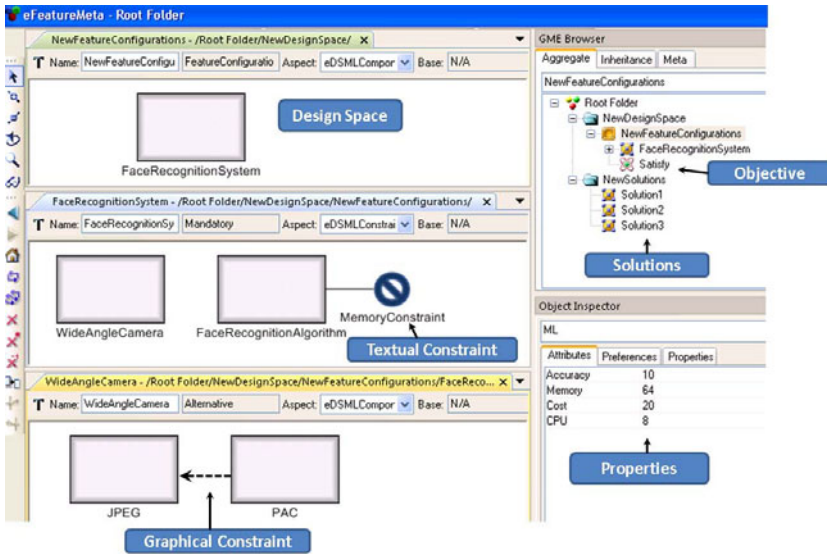 eFeatureMeta - Root Folder
NewFeatureConfigurations - /Root Folder/NewDesignSpace/
Name: NewFeatureConfigu FeatureConfiguratio Aspect: eDSMLCompor Base: N/A
Design Space
FaceRecognitionSystem
FaceRecognitionSystem - /Root Folder/NewDesignSpace/NewFeatureConfigurations/
Name: FaceRecognitionSy Mandatory Aspect: eDSMLConstrai Base: N/A
WideAngleCamera
FaceRecognitionAlgorithm
MemoryConstraint
Textual Constraint
WideAngleCamera - /Root Folder/NewDesignSpace/NewFeatureConfigurations/FaceReco...
Name: WideAngleCamera Alternative Aspect: eDSMLCompor Base: N/A
JPEG
PAC
Graphical Constraint
GME Browser
Aggregate Inheritance Meta
NewFeatureConfigurations
Root Folder
NewDesignSpace
NewFeatureConfigurations
FaceRecognitionSystem
Satisfy
Objective
NewSolutions
Solution1
Solution2
Solution3
Solutions
Object Inspector
ML
Attributes Preferences Properties
Accuracy 10
Memory 64
Cost 20
CPU 8
Properties